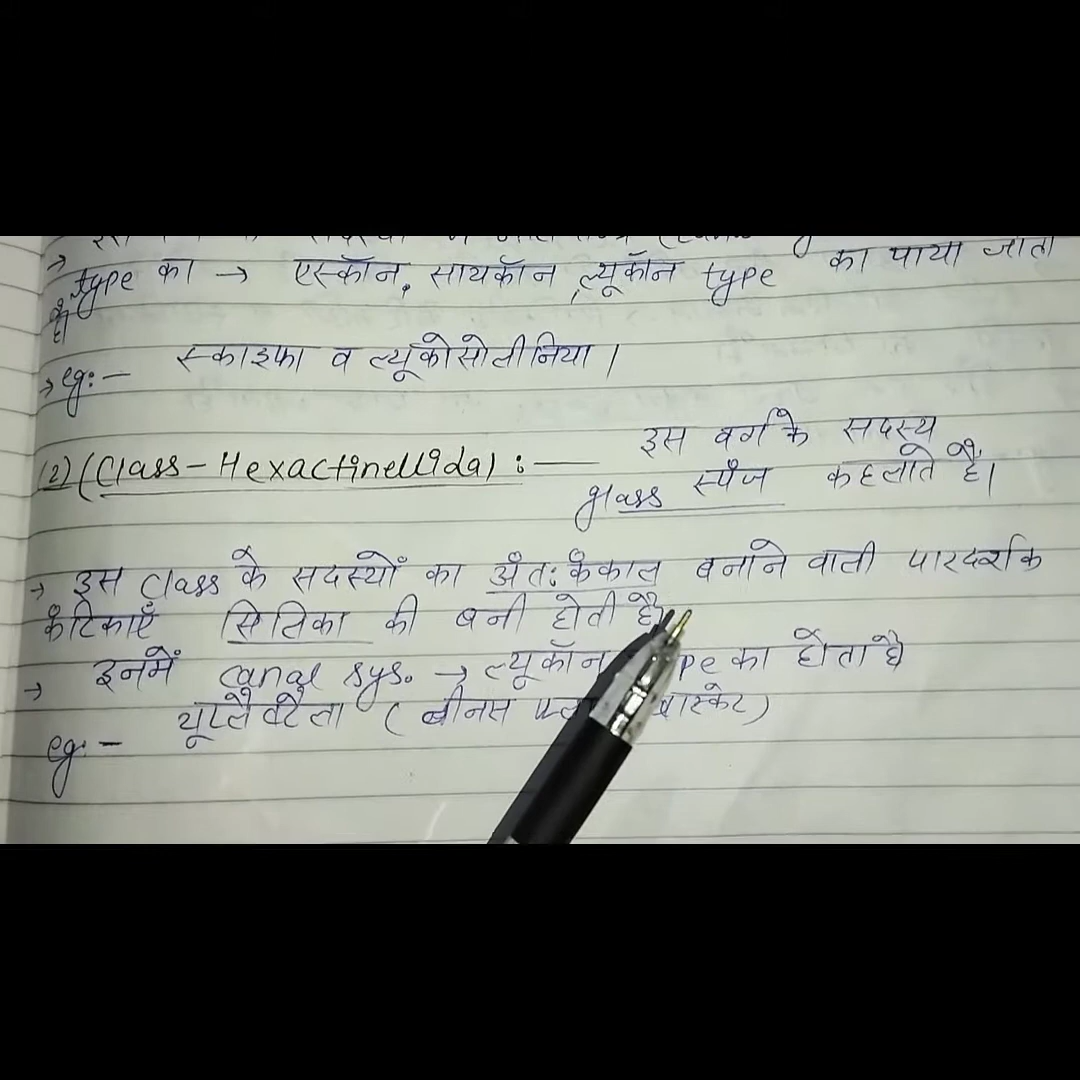 type का → एस्कॉन, सायकॉन, ल्यूकॉन type का पाया जाता
है।
→ eg:— स्काइफा व ल्यूकोसोलीनिया।
(2) (Class-Hexactinellida) :— इस वर्ग के सदस्य
glass स्पँज कहलाते है।
→ इस class के सदस्यों का अँत:कँकाल बनाने वाली पारदर्शक
कँटिकाएँ सिलिका की बनी होती है
→ इनमें canal sys. → ल्यूकॉन का होता है
eg:— यूप्लेक्टेला ( बीनस बास्केट)